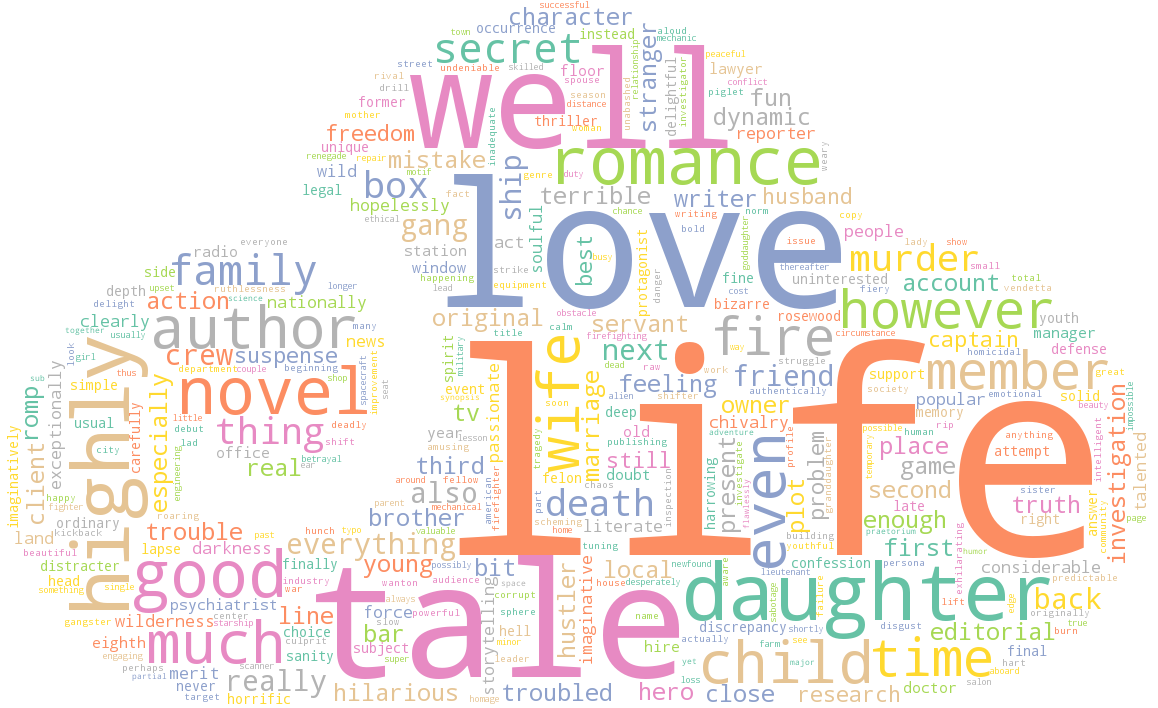 successful
character
town
occurrence
instead
aloud
mechanic
secret
stranger
relationship
peaceful
street
undeniable
skilled
floor
delightful
investigator
lawyer
rival
spouse
conflict
drill
season
unabashed
piglet
former
well
distance
fun
mother
thriller
woman
dynamic
freedom
inadequate
reporter
unique
romance
weary
renegade
repair
mistake
wild
motif
box
ship
genre
duty
legal
fact
terrible
writer
husband
hopelessly
chance
norm
copy
ethical
gang
act
soulful
writing
bold
goddaughter
people
radio
everyone
station
best
protagonist
issue
lady
show
side
window
love
busy
murder
small
depth
upset
family
happening
strike
danger
fine
thereafter
uninterested
total
ruthlessness
lead
equipment
cost
bizarre
fiery
vendetta
delight
science
longer
action
nationally
original
obstacle
servant
rosewood
however
account
youth
clearly
author
many
title
calm
firefighting
fire
circumstance
manager
together
usually
news
spirit
military
next
way
struggle
captain
defense
look
girl
highly
crew
suspense
wife
dead
raw
work
homicidal
simple
department
couple
beginning
event
passionate
feeling
alien
shifter
friend
support
member
great
sub
thus
novel
shop
spacecraft
improvement
seat
synopsis
soon
marriage
authentically
society
popular
emotional
solid
beauty
romp
especially
little
deadly
tv
life
deep
owner
memory
impossible
usual
debut
thing
shift
year
lesson
old
publishing
adventure
chivalry
possible
human
rip
anything
city
carefully
lad
betrayal
amusing
tragedy
still
profile
place
attempt
intelligent
imaginatively
client
exceptionally
engineering
office
ear
third
felon
doubt
harrowing
investigate
plot
problem
even
temporary
game
investigation
talented
real
around
fellow
chaos
inspection
present
granddaughter
second
sister
happy
fighter
parent
mechanical
american
part
death
flawlessly
late
truth
page
ordinary
roaring
hunch
firefighter
valuable
scheming
literate
building
enough
right
answer
community
land
kickback
trouble
typo
brother
home
tuning
youthful
praetorium
beautiful
lapse
darkness
past
everything
newfound
aware
lieutenant
first
humor
distracter
finally
young
possibly
bit
local
confession
persona
exhilarating
considerable
predictable
head
something
good
industry
war
wanton
audience
space
corrupt
hustler
imaginative
house
desperately
daughter
failure
lift
edge
back
gangster
single
psychiatrist
center
starship
always
force
powerful
storytelling
sphere
name
sabotage
originally
wilderness
line
slow
tale
hell
discrepancy
shortly
disgust
true
burn
eighth
much
choice
culprit
bar
minor
hire
actually
see
editorial
engaging
sanity
subject
leader
yet
farm
child
time
final
hart
perhaps
merit
scanner
super
hero
loss
major
doctor
aboard
partial
never
really
troubled
close
research
salon
target
horrific
hilarious
homage